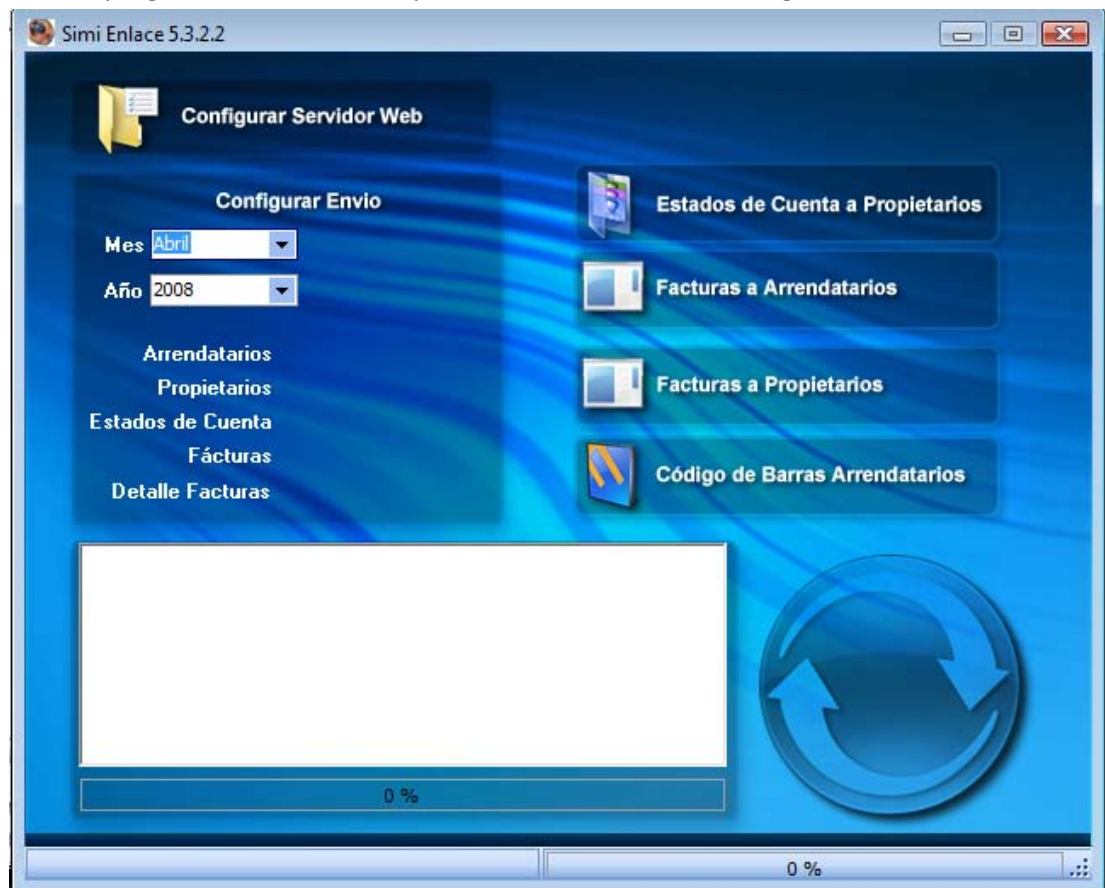 Simi Enlace 5.3.2.2
Configurar Servidor Web
Configurar Envio
Mes Abril
Año 2008
Arrendatarios
Propietarios
Estados de Cuenta
Fácturas
Detalle Facturas
Estados de Cuenta a Propietarios
Facturas a Arrendatarios
Facturas a Propietarios
Código de Barras Arrendatarios
0 %
0 %